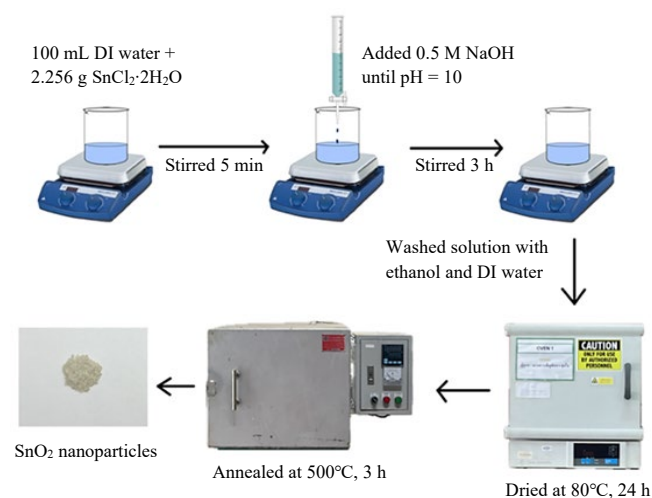 100 mL DI water +
2.256 g SnCl₂·2H₂O
Added 0.5 M NaOH
until pH = 10
Stirred 5 min
Stirred 3 h
Washed solution with
ethanol and DI water
CAUTION
ONLY FOR USE
BY AUTHORIZED
PERSONNEL
SnO₂ nanoparticles
Annealed at 500°C, 3 h
Dried at 80°C, 24 h